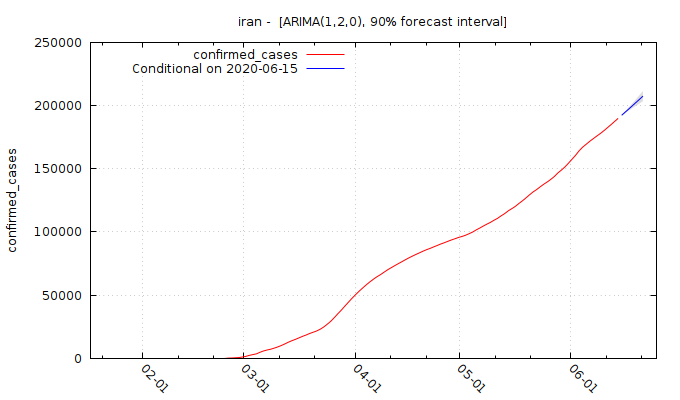 iran -  [ARIMA(1,2,0), 90% forecast interval]
250000
200000
150000
100000
50000
0
confirmed_cases
confirmed_cases
Conditional on 2020-06-15
02-01
03-01
04-01
05-01
06-01